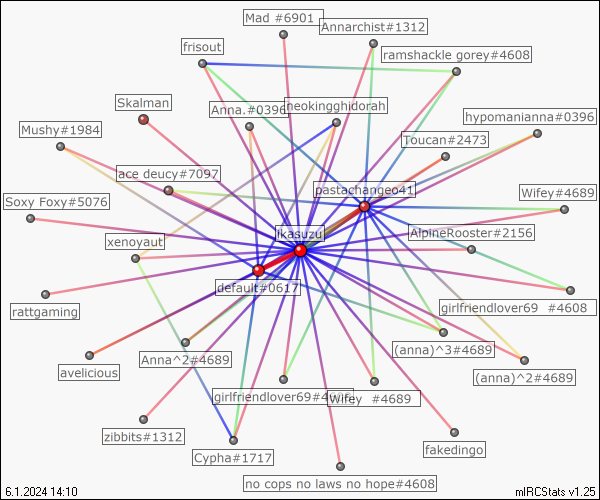 Mad #6901
Annarchist#1312
frisout
ramshackle gorey#4608
Skalman
Anna.#0396
neokingghidorah
hypomanianna#0396
Mushy#1984
Toucan#2473
ace deucy#7097
pastachangeo41
Wifey#4689
Soxy Foxy#5076
ikasuzu
AlpineRooster#2156
xenoyaut
default#0617
rattgaming
girlfriendlover69 #4608
Anna^2#4689
(anna)^3#4689
avelicious
(anna)^2#4689
Wifey #4689
zibbits#1312
fakedingo
Cypha#1717
no cops no laws no hope#4608
6.1.2024 14:10
mIRCStats v1.25